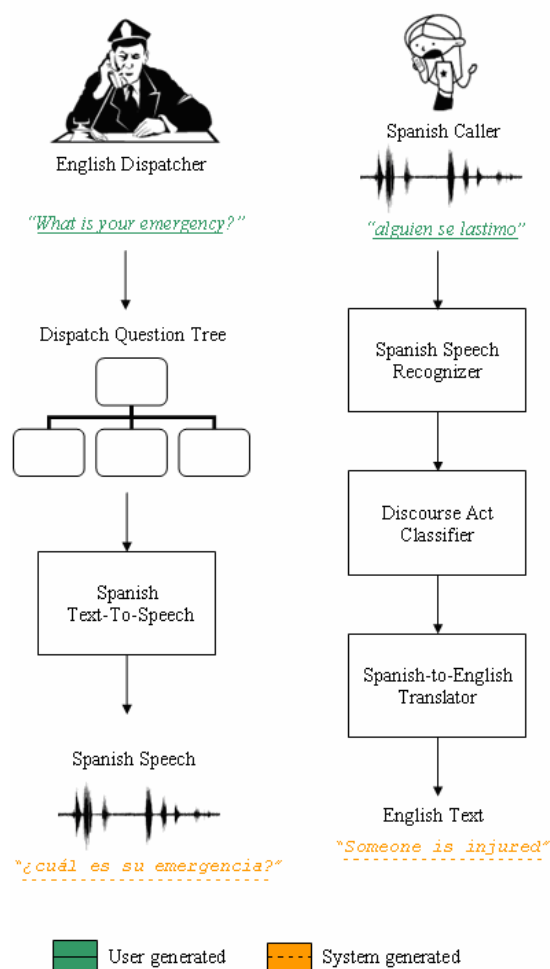 English Dispatcher
“What is your emergency?”
Dispatch Question Tree
Spanish
Text-To-Speech
Spanish Speech
“¿cuál es su emergencia?”
Spanish Caller
“alguien se lastimo”
Spanish Speech
Recognizer
Discourse Act
Classifier
Spanish-to-English
Translator
English Text
“Someone is injured”
User generated
System generated